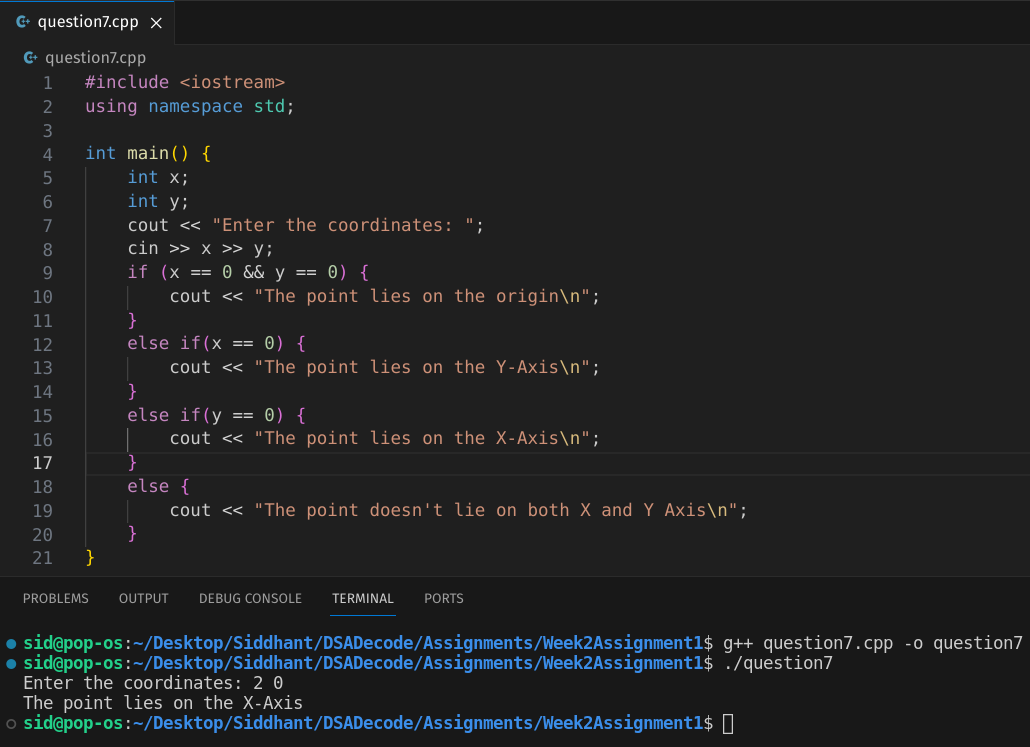 question7.cpp
question7.cpp
1 #include <iostream>
2 using namespace std;
3
4 int main() {
5     int x;
6     int y;
7     cout << "Enter the coordinates: ";
8     cin >> x >> y;
9     if (x == 0 && y == 0) {
10         cout << "The point lies on the origin\n";
11     }
12     else if(x == 0) {
13         cout << "The point lies on the Y-Axis\n";
14     }
15     else if(y == 0) {
16         cout << "The point lies on the X-Axis\n";
17     }
18     else {
19         cout << "The point doesn't lie on both X and Y Axis\n";
20     }
21 }
PROBLEMS OUTPUT DEBUG CONSOLE TERMINAL PORTS
sid@pop-os:~/Desktop/Siddhant/DSADecode/Assignments/Week2Assignment1$ g++ question7.cpp -o question7
sid@pop-os:~/Desktop/Siddhant/DSADecode/Assignments/Week2Assignment1$ ./question7
Enter the coordinates: 2 0
The point lies on the X-Axis
sid@pop-os:~/Desktop/Siddhant/DSADecode/Assignments/Week2Assignment1$